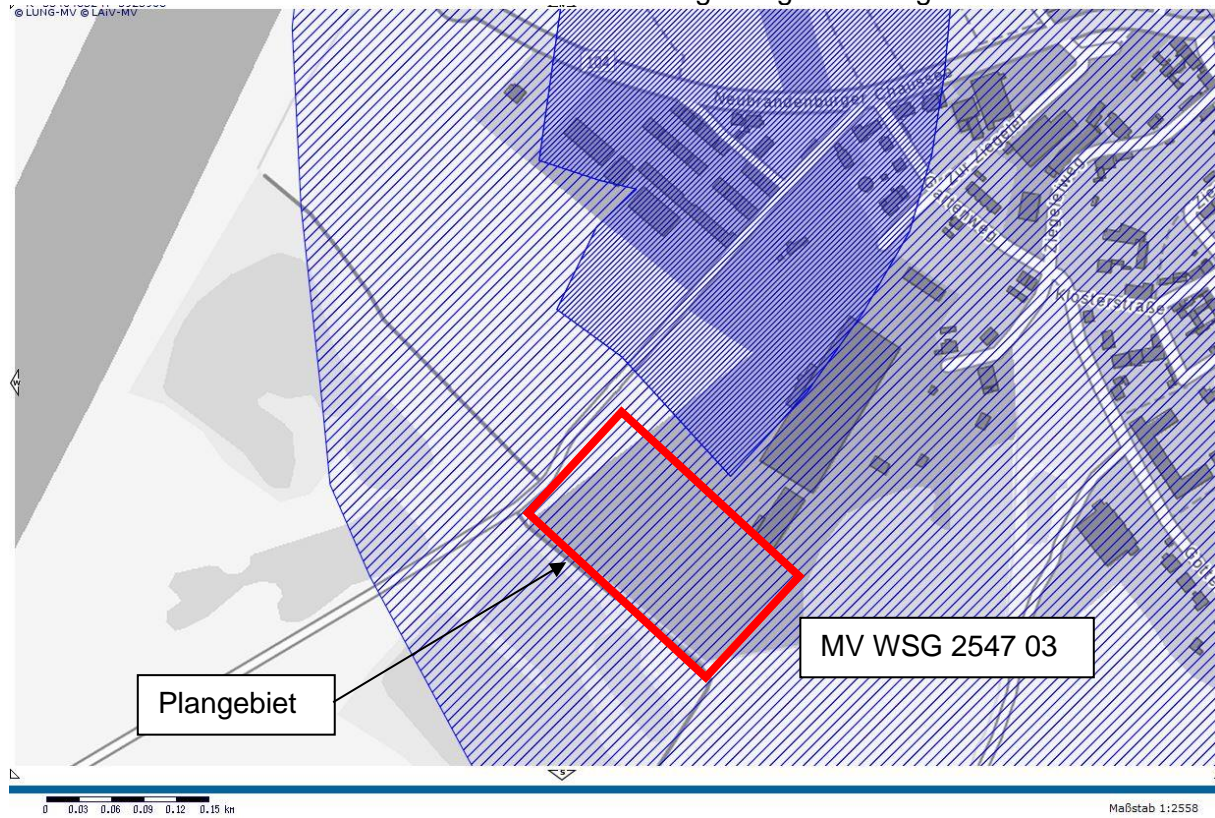 © LUNG-MV © LAiV-MV
104
Neubrandenburger Chaussee
Zur Ziegelei
Gartenweg
Ziegeleiweg
Klosterstraße
W
MV WSG 2547 03
Plangebiet
S
0 0.03 0.06 0.09 0.12 0.15 km
Maßstab 1:2558